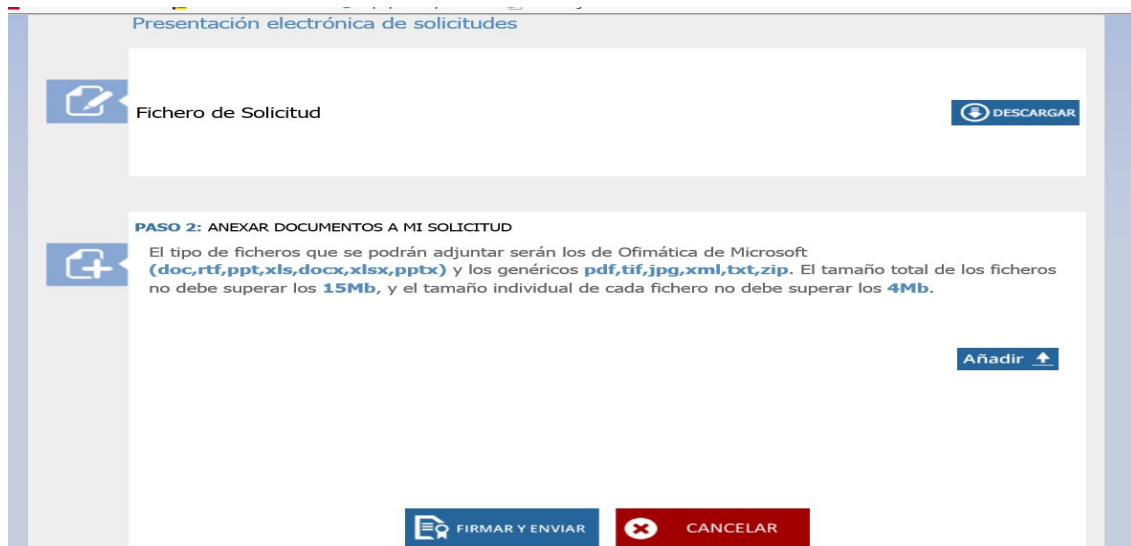 Presentación electrónica de solicitudes
Fichero de Solicitud
DESCARGAR
PASO 2: ANEXAR DOCUMENTOS A MI SOLICITUD
El tipo de ficheros que se podrán adjuntar serán los de Ofimática de Microsoft
(doc,rtf,ppt,xls,docx,xlsx,pptx) y los genéricos pdf,tif,jpg,xml,txt,zip. El tamaño total de los ficheros
no debe superar los 15Mb, y el tamaño individual de cada fichero no debe superar los 4Mb.
Añadir
FIRMAR Y ENVIAR
CANCELAR